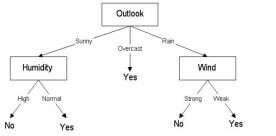 Outlook
Sunny Overcast Rain
Humidity Yes Wind
High Normal Strong Weak
No Yes No Yes